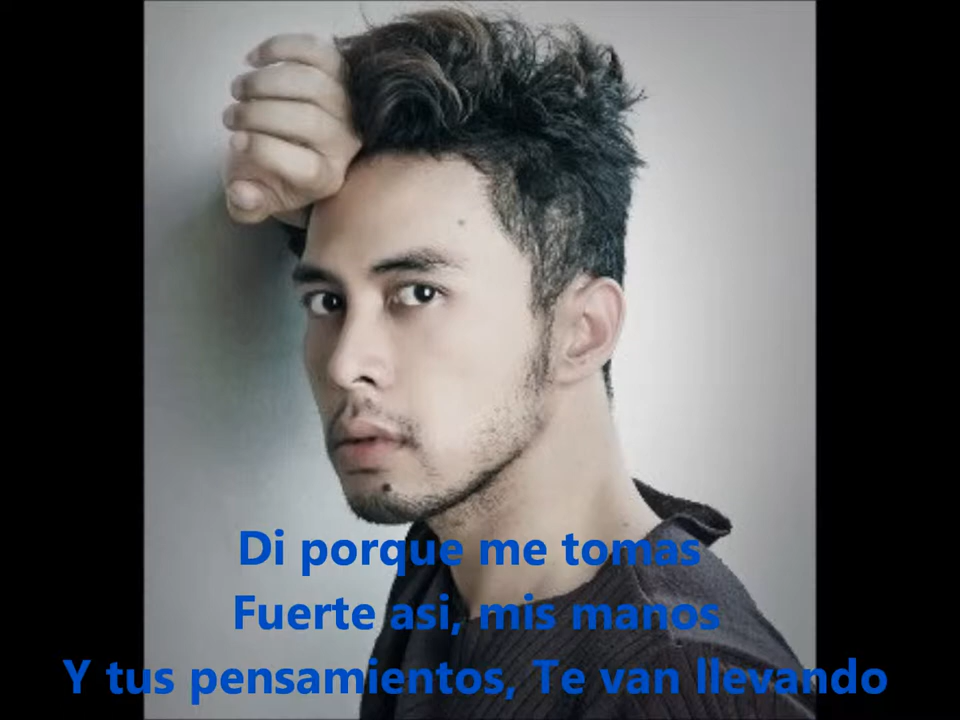 Di porque me tomas
Fuerte asi, mis manos
Y tus pensamientos, Te van llevando